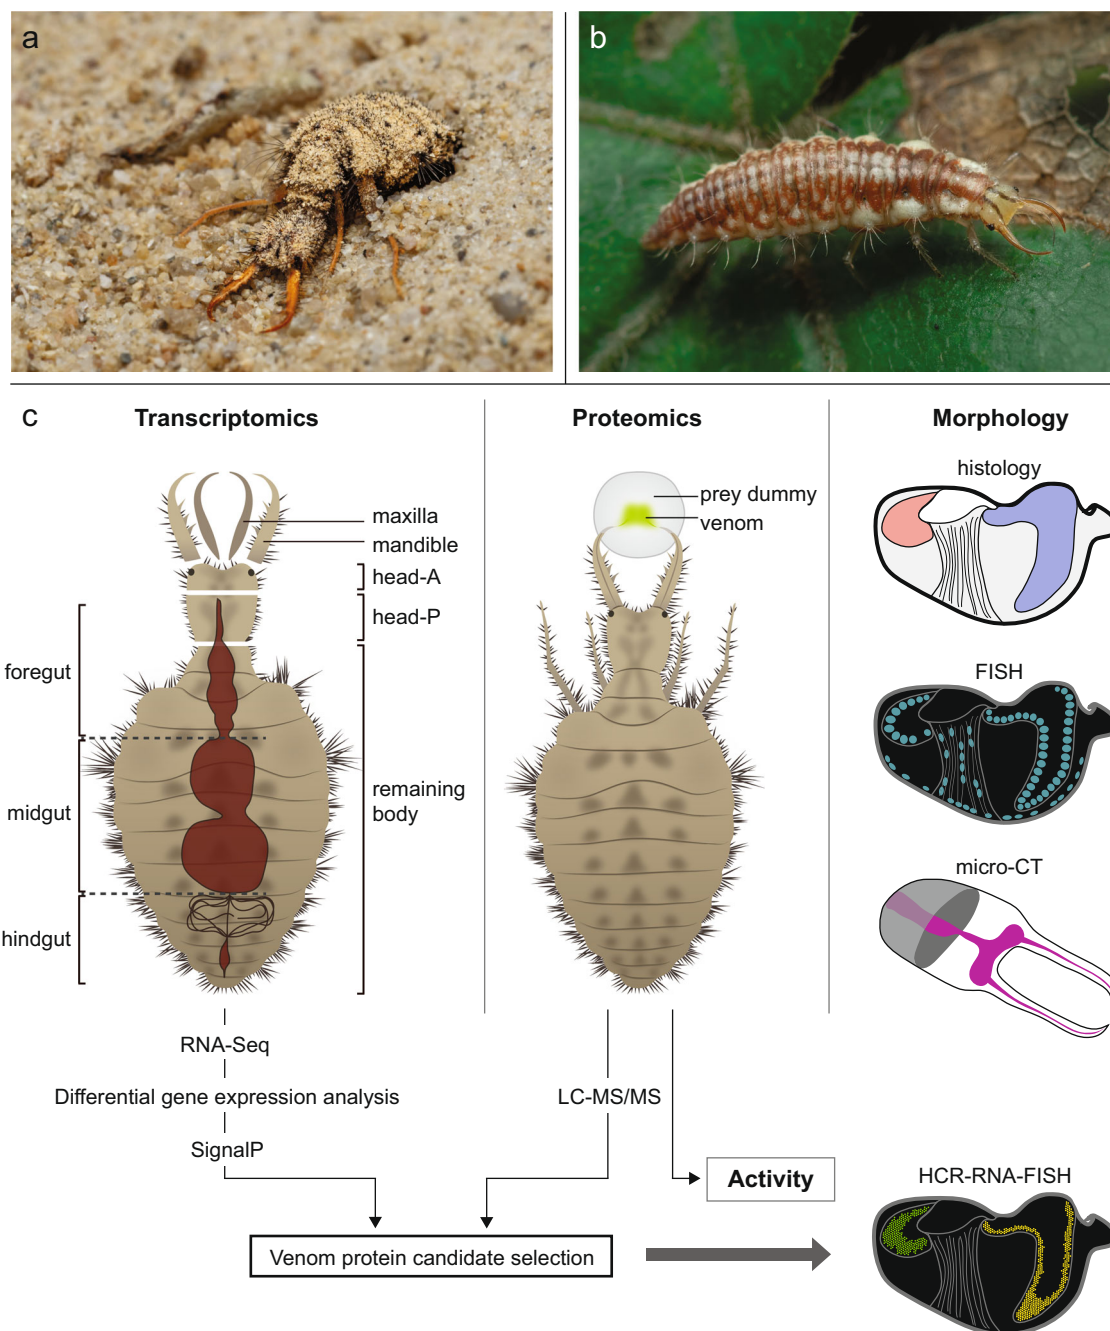 a
b
c
Transcriptomics
Proteomics
Morphology
histology
prey dummy
venom
maxilla
mandible
head-A
head-P
foregut
FISH
midgut
remaining
body
micro-CT
hindgut
RNA-Seq
Differential gene expression analysis
LC-MS/MS
SignalP
Activity
HCR-RNA-FISH
Venom protein candidate selection